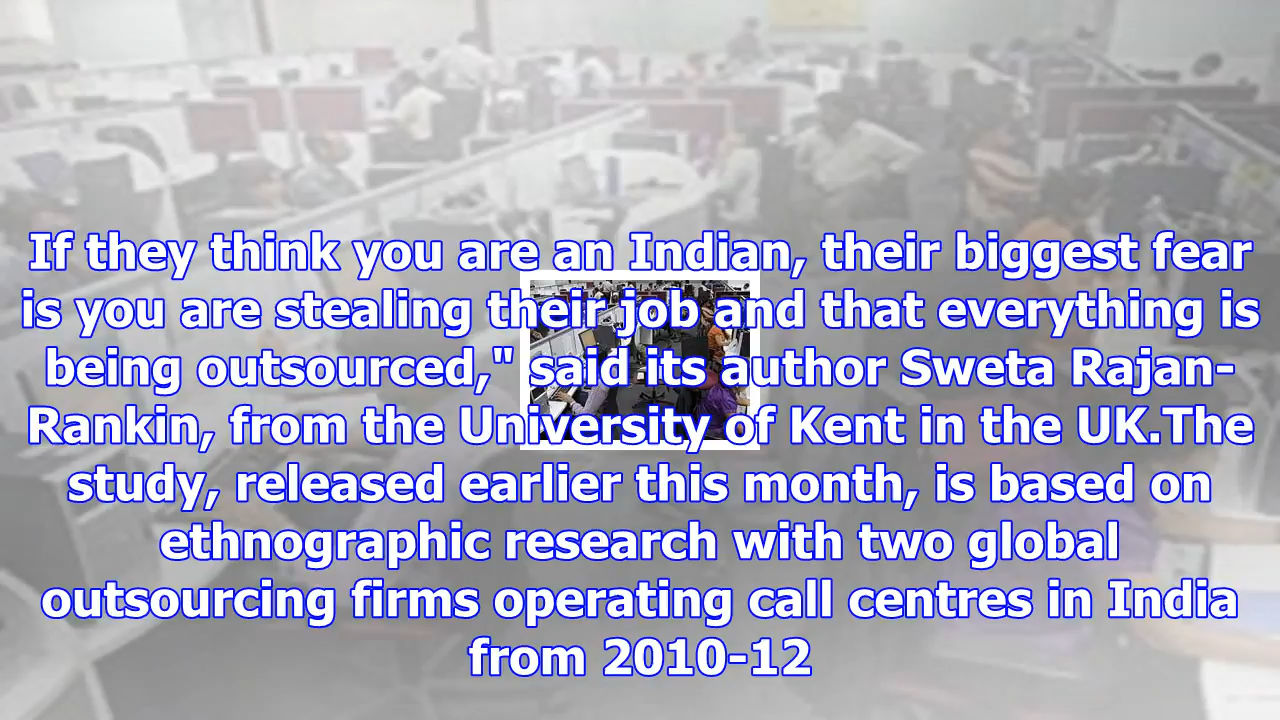 If they think you are an Indian, their biggest fear
is you are stealing their job and that everything is
being outsourced," said its author Sweta Rajan-
Rankin, from the University of Kent in the UK.The
study, released earlier this month, is based on
ethnographic research with two global
outsourcing firms operating call centres in India
from 2010-12